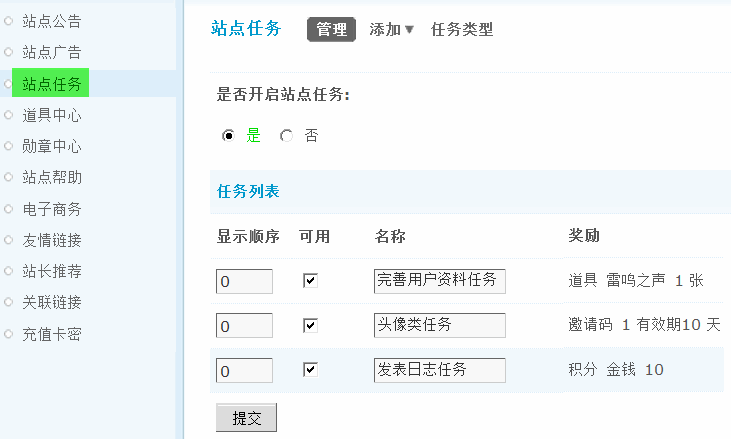 站点公告
站点广告
站点任务
道具中心
勋章中心
站点帮助
电子商务
友情链接
站长推荐
关联链接
充值卡密
站点任务 管理 添加▼ 任务类型
是否开启站点任务:
是 否
任务列表
显示顺序 可用 名称 奖励
0 完善用户资料任务 道具 雷鸣之声 1 张
0 头像类任务 邀请码 1 有效期10 天
0 发表日志任务 积分 金钱 10
提交